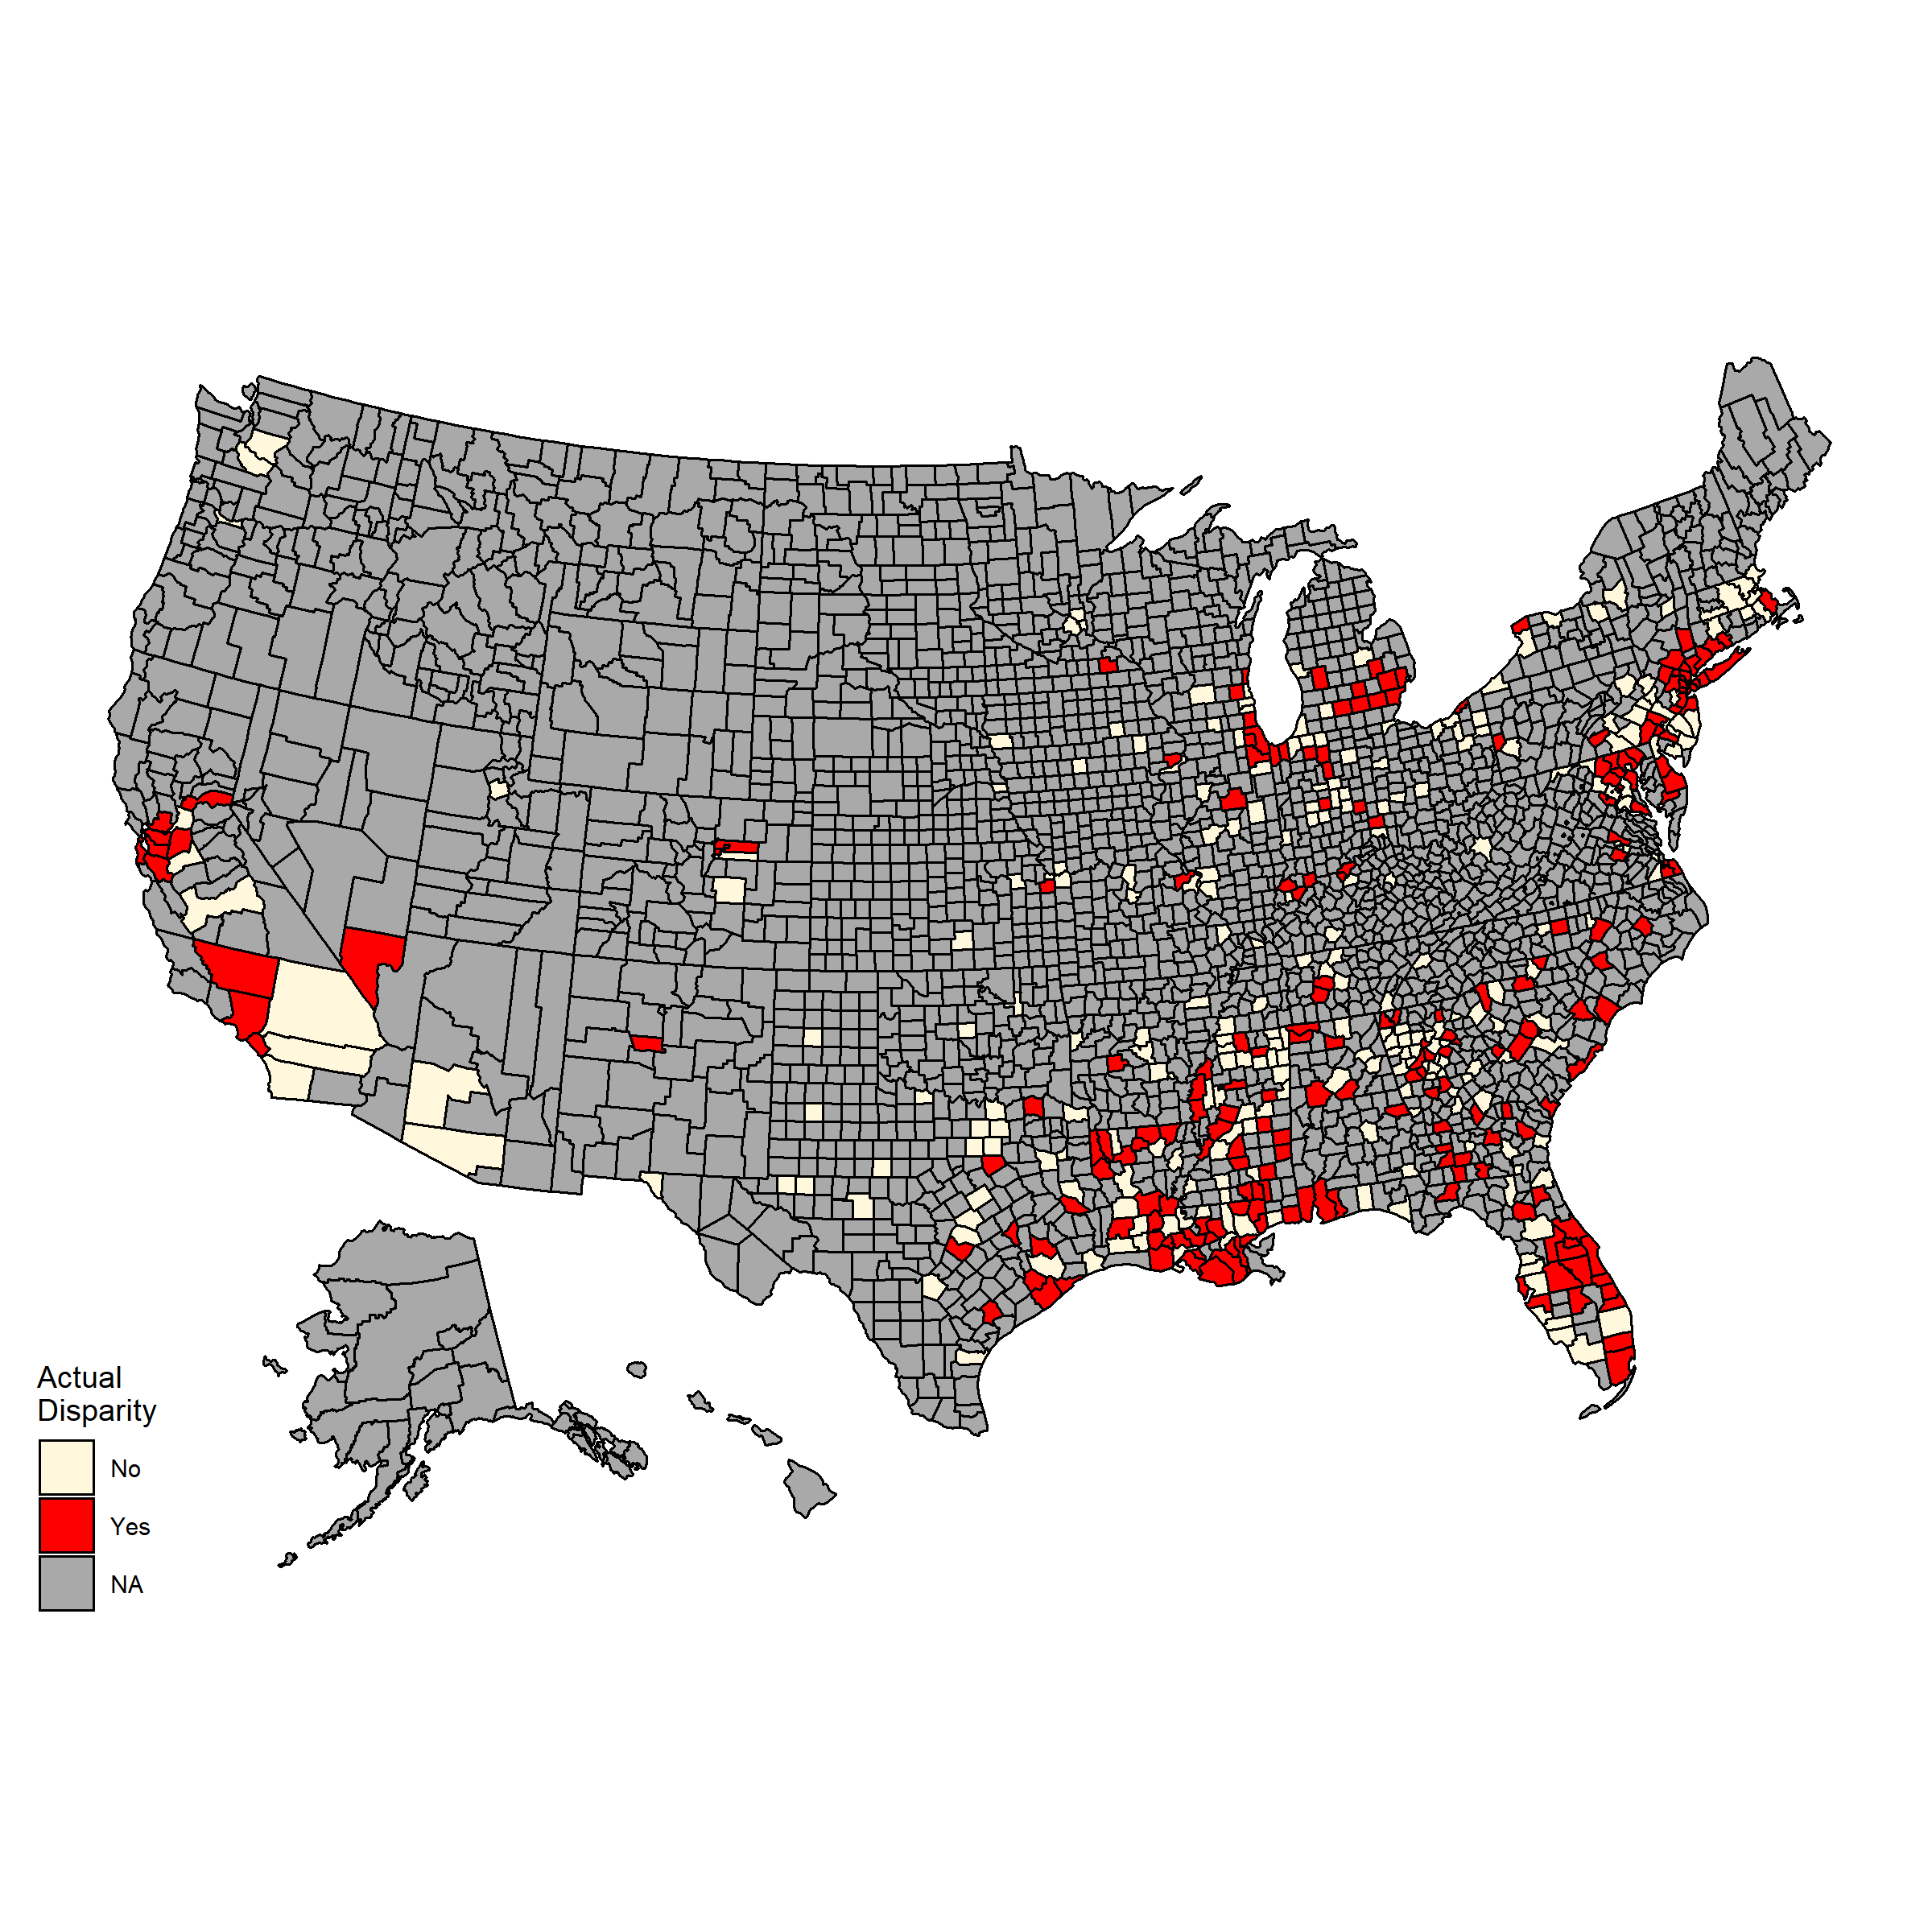 Actual
Disparity
No
Yes
NA